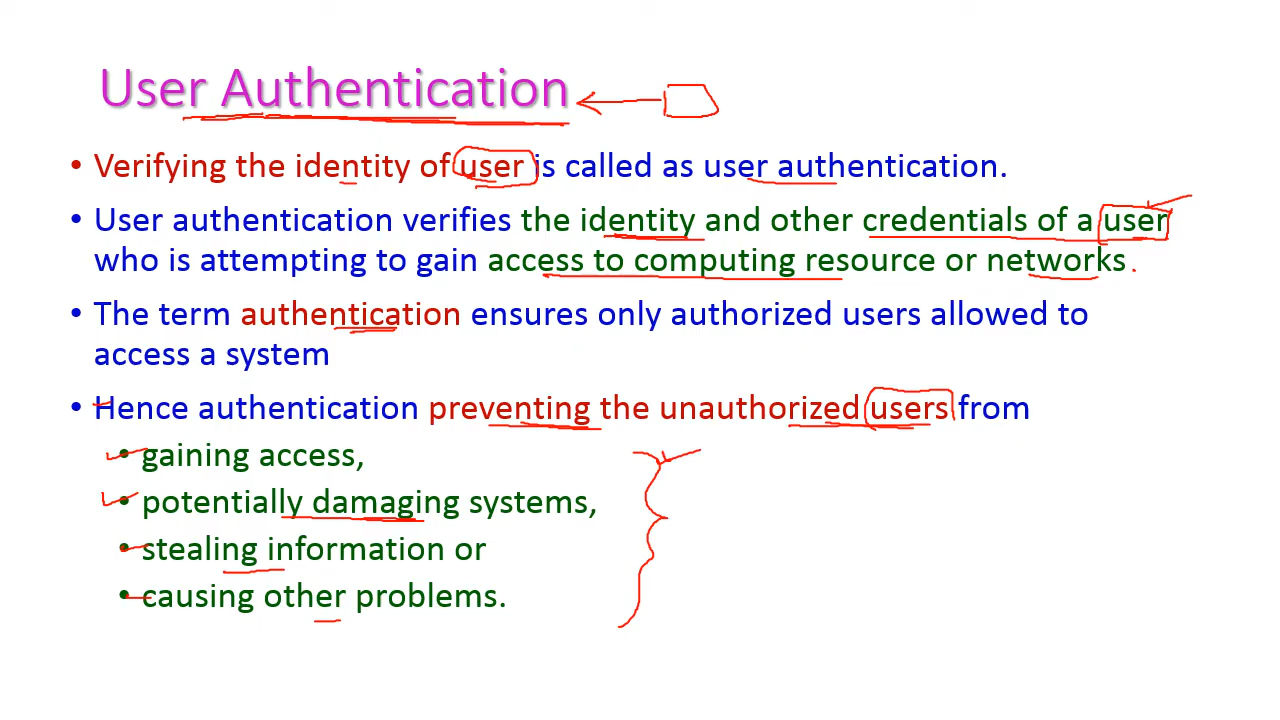 User Authentication
• Verifying the identity of user is called as user authentication.
• User authentication verifies the identity and other credentials of a user
who is attempting to gain access to computing resource or networks.
• The term authentication ensures only authorized users allowed to
access a system
• Hence authentication preventing the unauthorized users from
• gaining access,
• potentially damaging systems,
• stealing information or
• causing other problems.